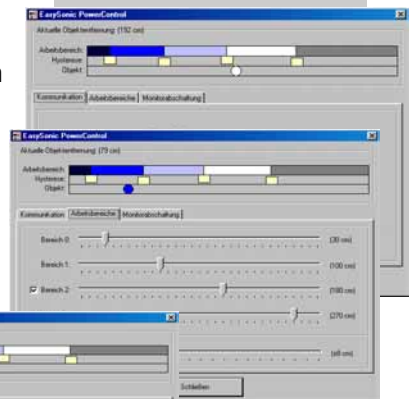 EasySonic PowerControl
Aktuelle Objektentfernung: (192 cm)
Arbeitsbereich:
Hysterese:
Objekt:
Kommunikation Arbeitsbereiche Monitorabschaltung
EasySonic PowerControl
Aktuelle Objektentfernung: (79 cm)
Arbeitsbereich:
Hysterese:
Objekt:
Kommunikation Arbeitsbereiche Monitorabschaltung
Bereich 0: (30 cm)
Bereich 1: (100 cm)
Bereich 2: (180 cm)
(270 cm)
Schließen